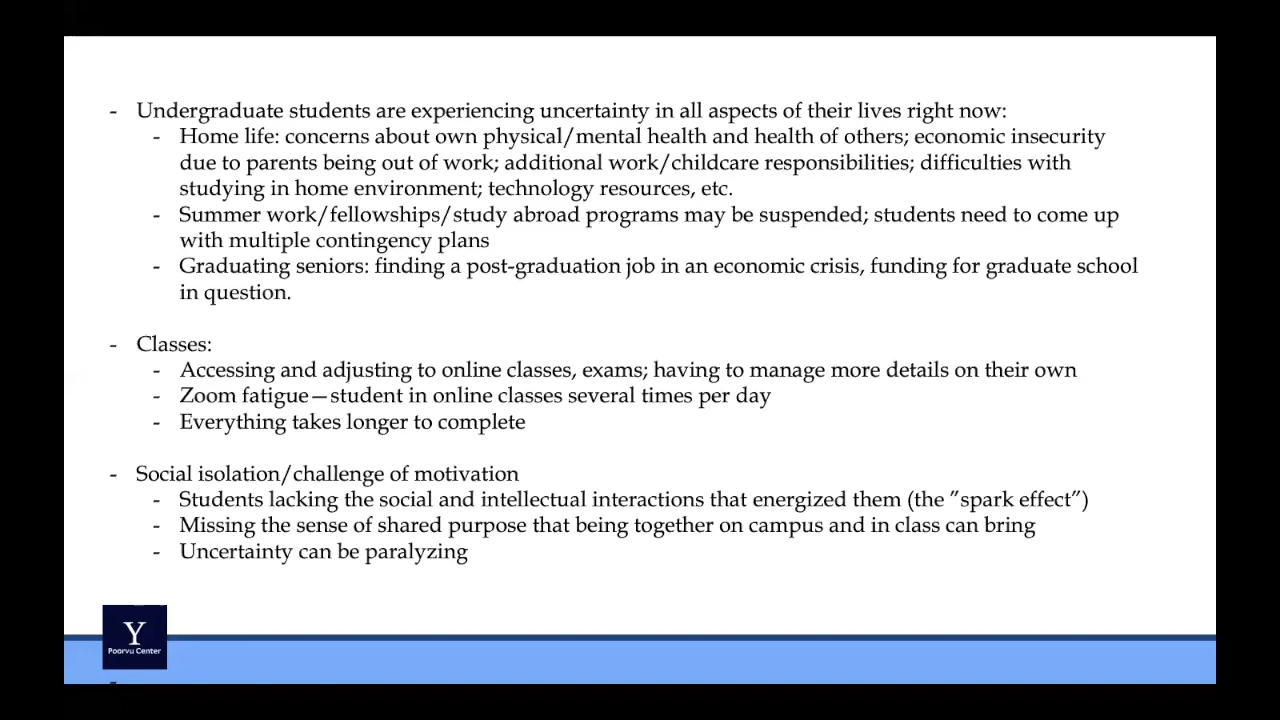 - Undergraduate students are experiencing uncertainty in all aspects of their lives right now:
- Home life: concerns about own physical/mental health and health of others; economic insecurity
due to parents being out of work; additional work/childcare responsibilities; difficulties with
studying in home environment; technology resources, etc.
- Summer work/fellowships/study abroad programs may be suspended; students need to come up
with multiple contingency plans
- Graduating seniors: finding a post-graduation job in an economic crisis, funding for graduate school
in question.
- Classes:
- Accessing and adjusting to online classes, exams; having to manage more details on their own
- Zoom fatigue—student in online classes several times per day
- Everything takes longer to complete
- Social isolation/challenge of motivation
- Students lacking the social and intellectual interactions that energized them (the ”spark effect”)
- Missing the sense of shared purpose that being together on campus and in class can bring
- Uncertainty can be paralyzing
Y
Poorvu Center
-